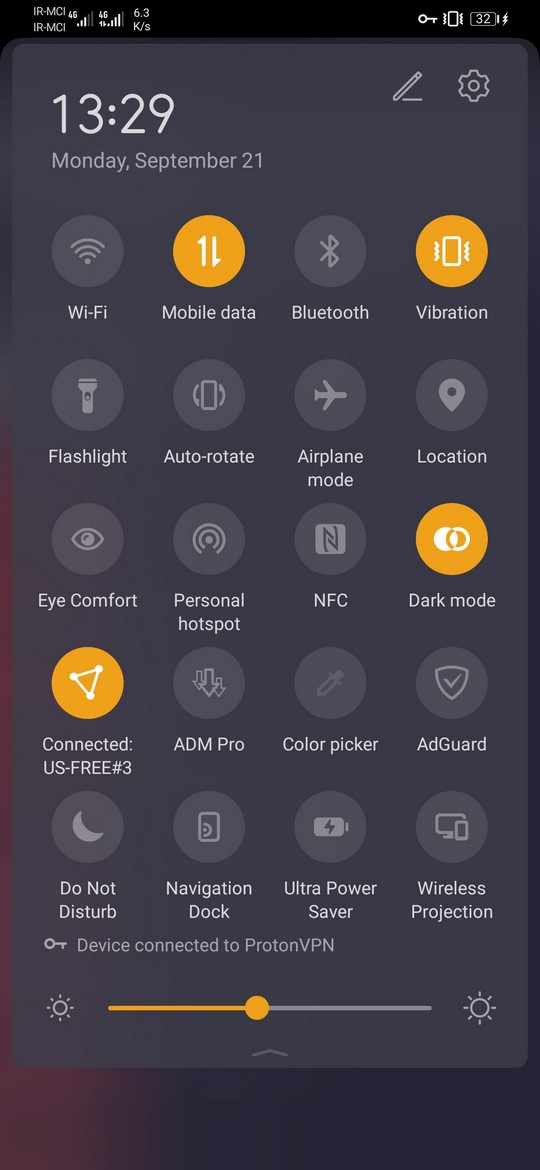 IR-MCI 4G 4G 6.3
IR-MCI K/s
32
13:29
Monday, September 21
Wi-Fi Mobile data Bluetooth Vibration
Flashlight Auto-rotate Airplane mode Location
Eye Comfort Personal hotspot NFC Dark mode
Connected: US-FREE#3 ADM Pro Color picker AdGuard
Do Not Disturb Navigation Dock Ultra Power Saver Wireless Projection
Device connected to ProtonVPN